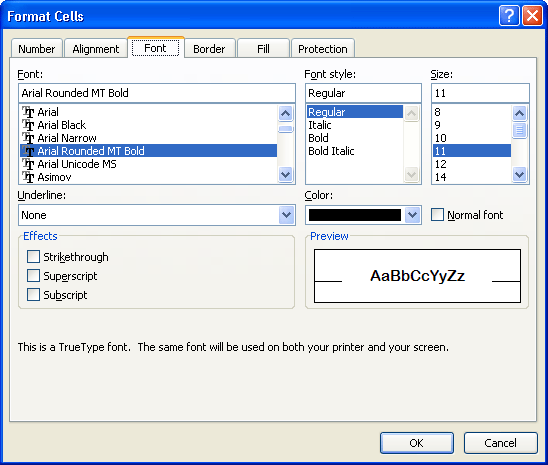 Format Cells
Number Alignment Font Border Fill Protection
Font: Font style: Size:
Arial Rounded MT Bold Regular 11
Arial Regular 8
Arial Black Italic 9
Arial Narrow Bold 10
Arial Rounded MT Bold Bold Italic 11
Arial Unicode MS 12
Asimov 14
Underline: Color:
None Normal font
Effects Preview
Strikethrough
Superscript AaBbCcYyZz
Subscript
This is a TrueType font. The same font will be used on both your printer and your screen.
OK Cancel